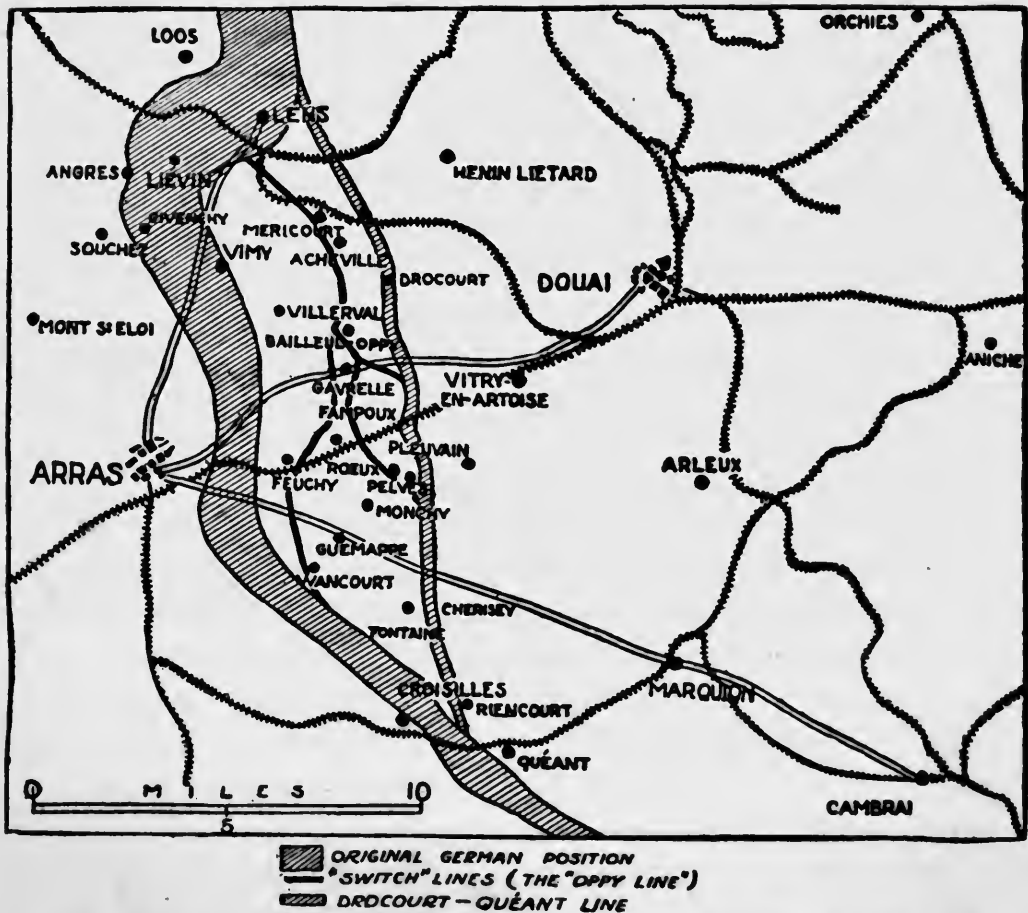 LOOS
ORCHIES
LENS
ANGRES
LIEVIN
HENIN LIETARD
GIVENCHY
SOUCHEZ
MERICOURT
VIMY
ACHEVILLE
DROCOURT
DOUAI
MONT St ELOI
VILLERVAL
BAILLEUL-OPPY
ANICHE
GAVRELLE
VITRY-
EN-ARTOISE
FAMPOUX
PLEUVAIN
ARRAS
ROEUX
ARLEUX
FEUCHY
PELVES
MONCHY
GUEMAPPE
VANCOURT
CHERISEY
FONTAINE
CROISILLES
MARQUION
RIENCOURT
QUÉANT
0 MILES 10
5
CAMBRAI
ORIGINAL GERMAN POSITION
"SWITCH" LINES (THE "OPPY LINE")
DROCOURT-QUÉANT LINE